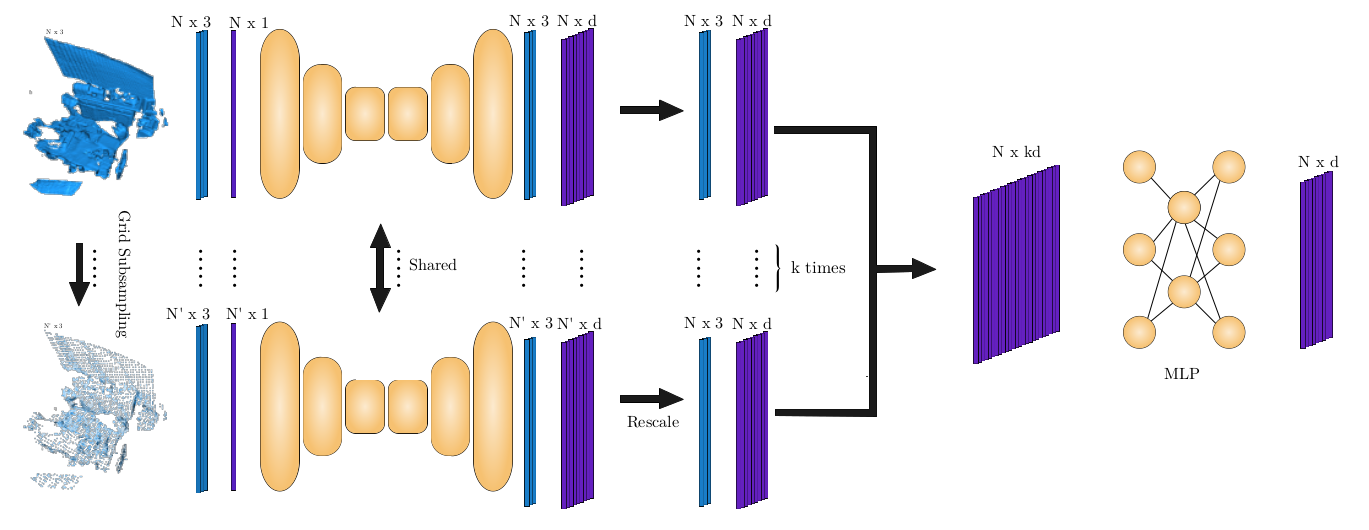 N x 3
N x 3
N x 1
N x 3
N x d
N x 3
N x d
N x kd
N x d
Grid Subsampling
Shared
k times
N' x 3
N' x 3
N' x 1
N' x 3
N' x d
N x 3
N x d
Rescale
MLP